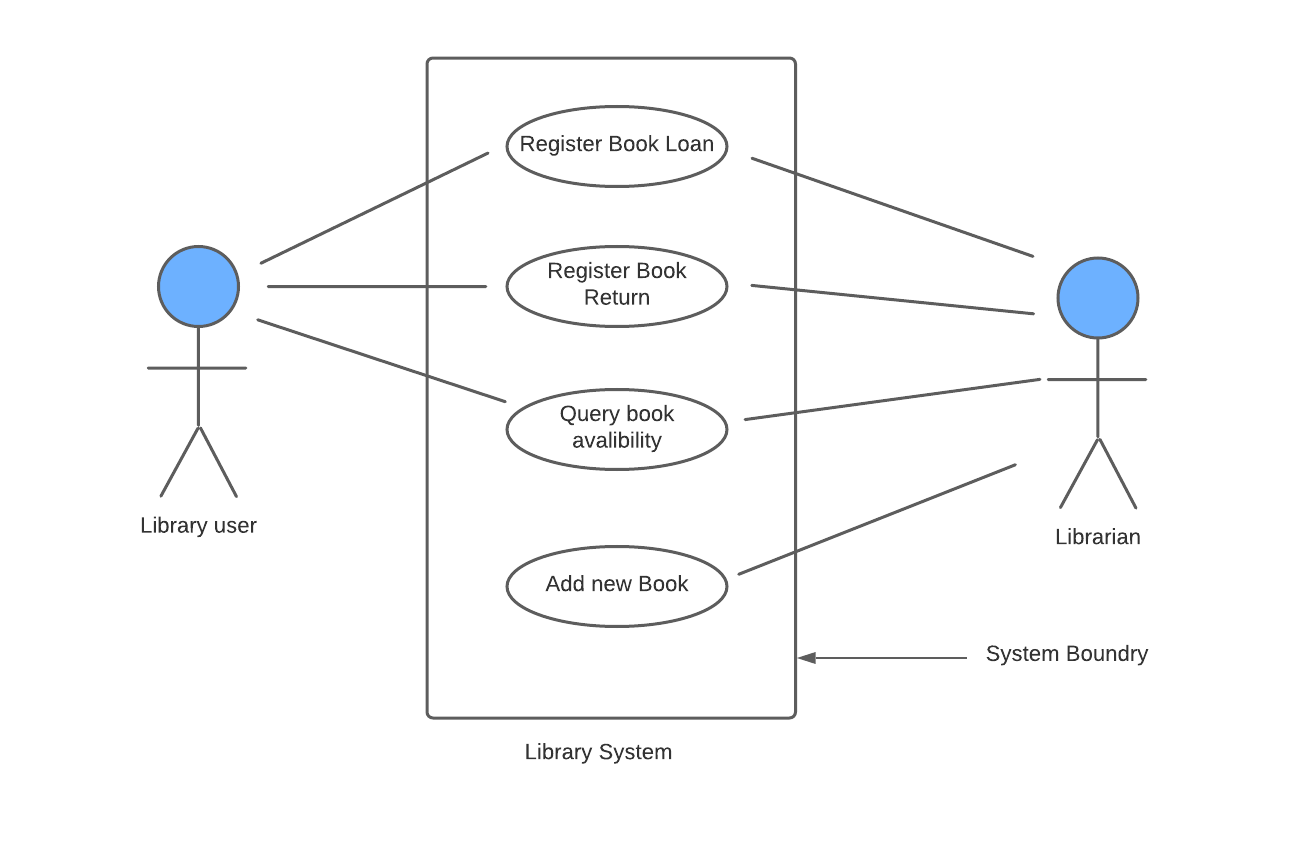 Register Book Loan
Register Book
Return
Query book
avalibility
Library user
Librarian
Add new Book
System Boundry
Library System